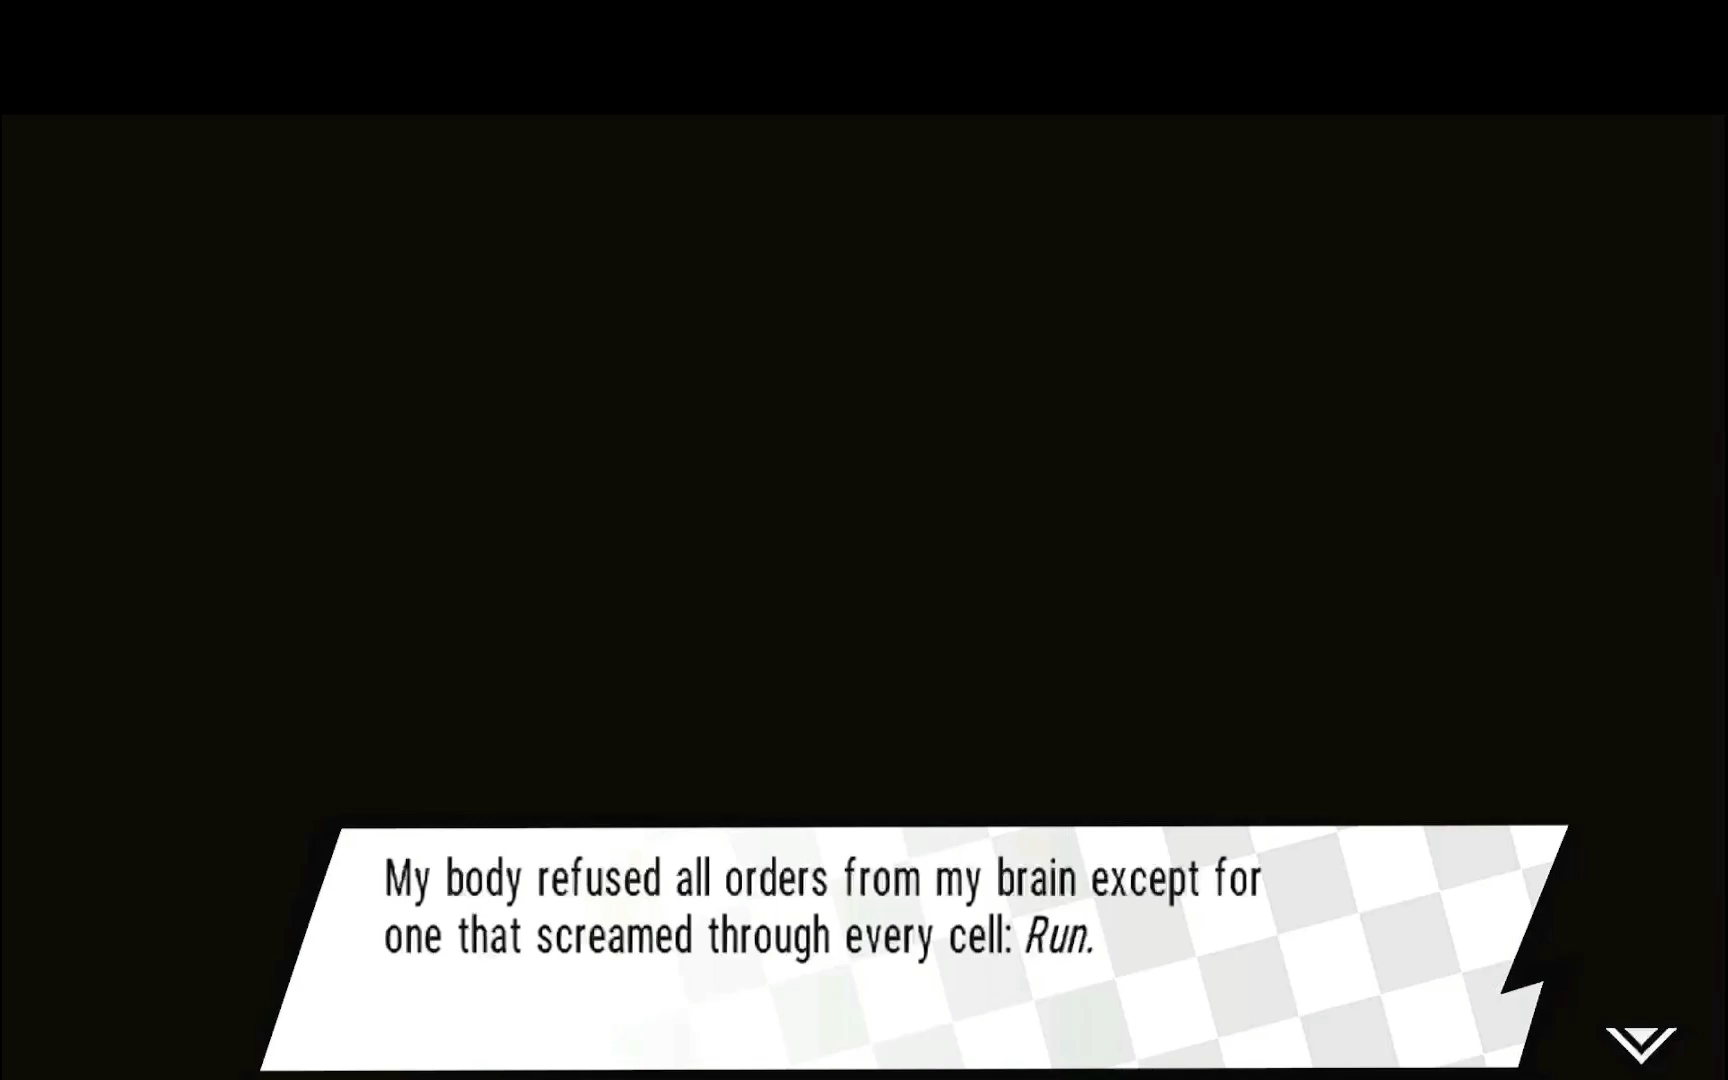 My body refused all orders from my brain except for
one that screamed through every cell: Run.